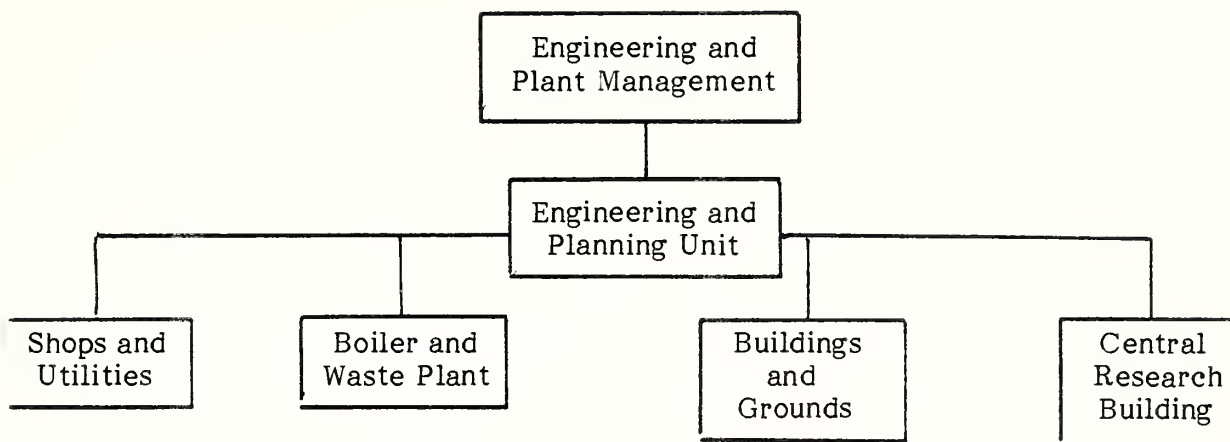 Engineering and
Plant Management
Engineering and
Planning Unit
Shops and
Utilities
Boiler and
Waste Plant
Buildings
and
Grounds
Central
Research
Building